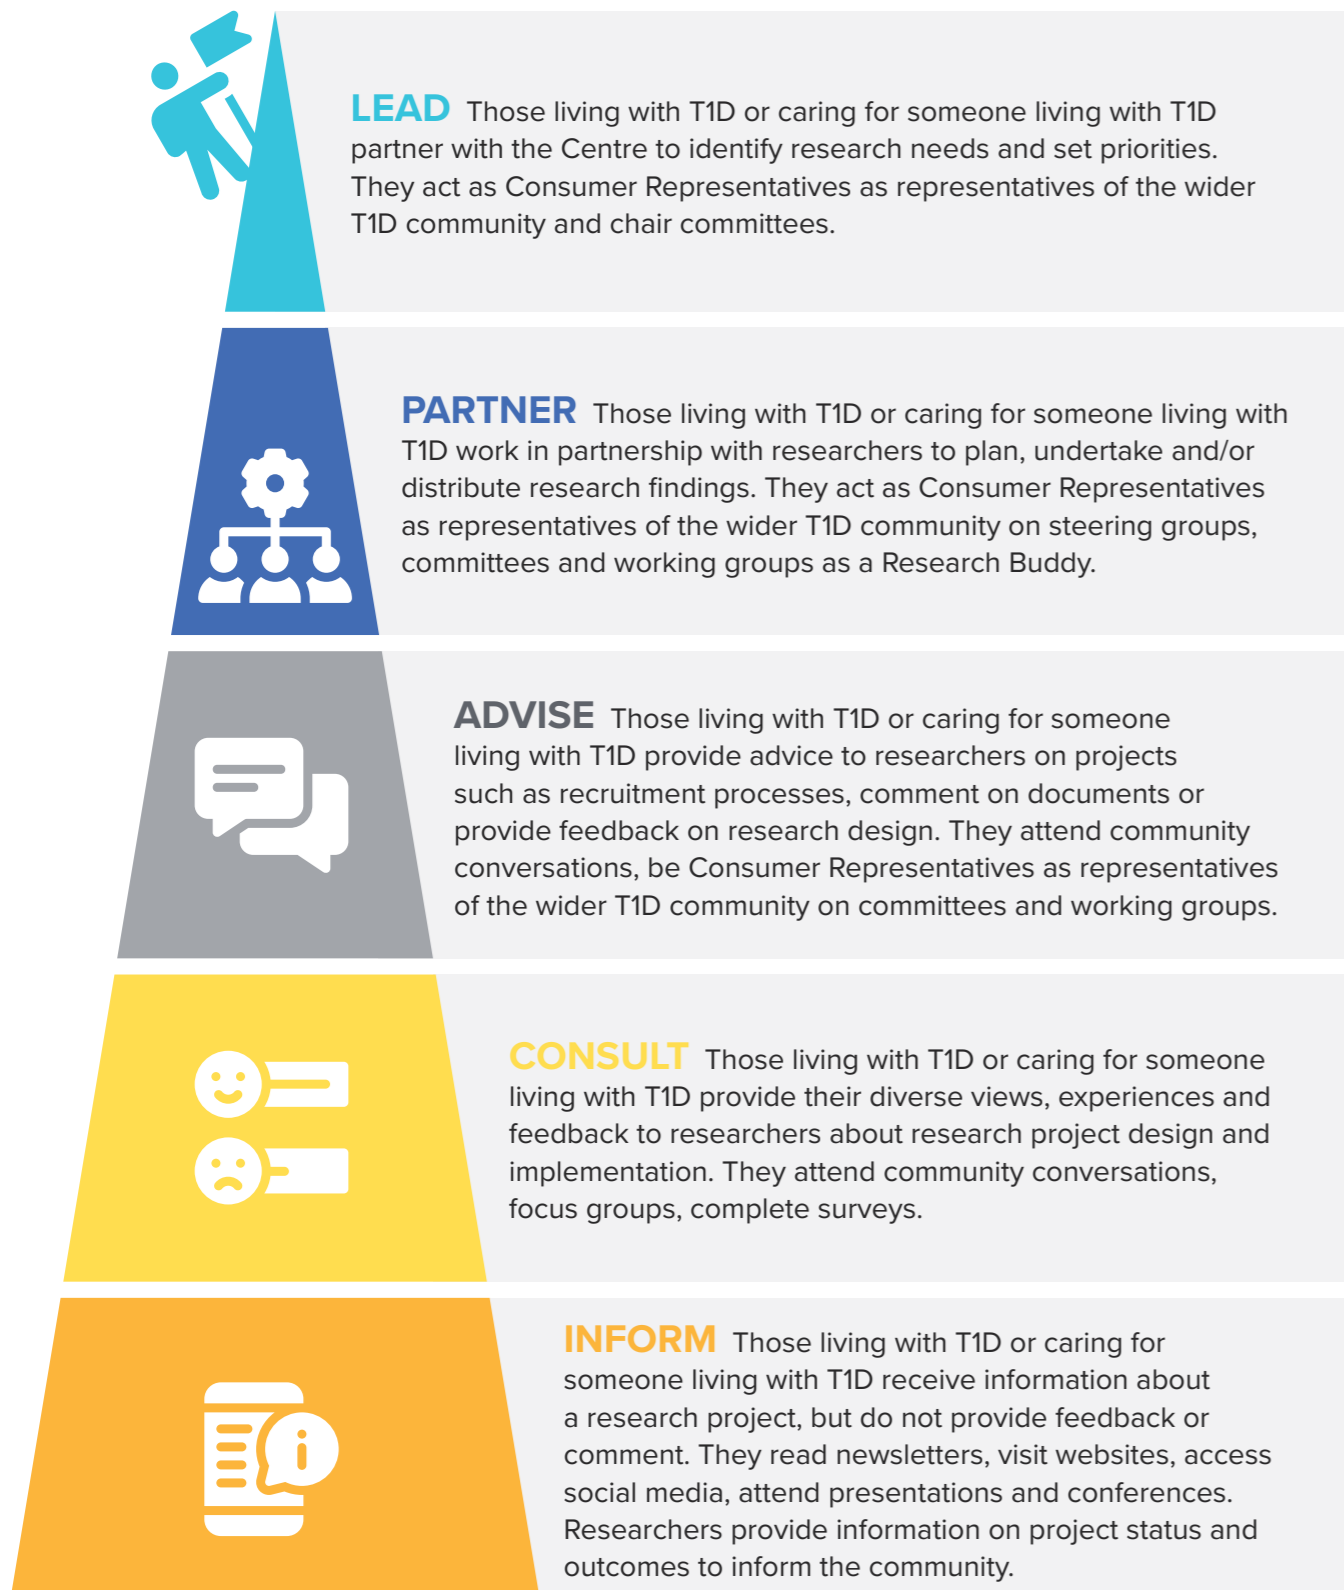 LEAD Those living with T1D or caring for someone living with T1D
partner with the Centre to identify research needs and set priorities.
They act as Consumer Representatives as representatives of the wider
T1D community and chair committees.
PARTNER Those living with T1D or caring for someone living with
T1D work in partnership with researchers to plan, undertake and/or
distribute research findings. They act as Consumer Representatives
as representatives of the wider T1D community on steering groups,
committees and working groups as a Research Buddy.
ADVISE Those living with T1D or caring for someone
living with T1D provide advice to researchers on projects
such as recruitment processes, comment on documents or
provide feedback on research design. They attend community
conversations, be Consumer Representatives as representatives
of the wider T1D community on committees and working groups.
CONSULT Those living with T1D or caring for someone
living with T1D provide their diverse views, experiences and
feedback to researchers about research project design and
implementation. They attend community conversations,
focus groups, complete surveys.
INFORM Those living with T1D or caring for
someone living with T1D receive information about
a research project, but do not provide feedback or
comment. They read newsletters, visit websites, access
social media, attend presentations and conferences.
Researchers provide information on project status and
outcomes to inform the community.